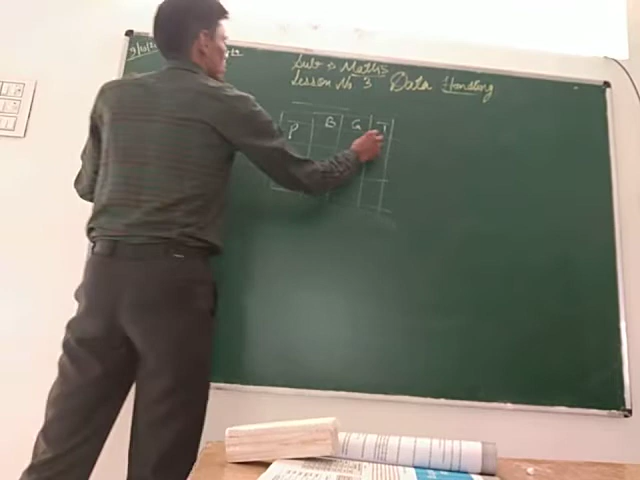 Sub → Maths
Lesson No 3 Data Handling
P B G T